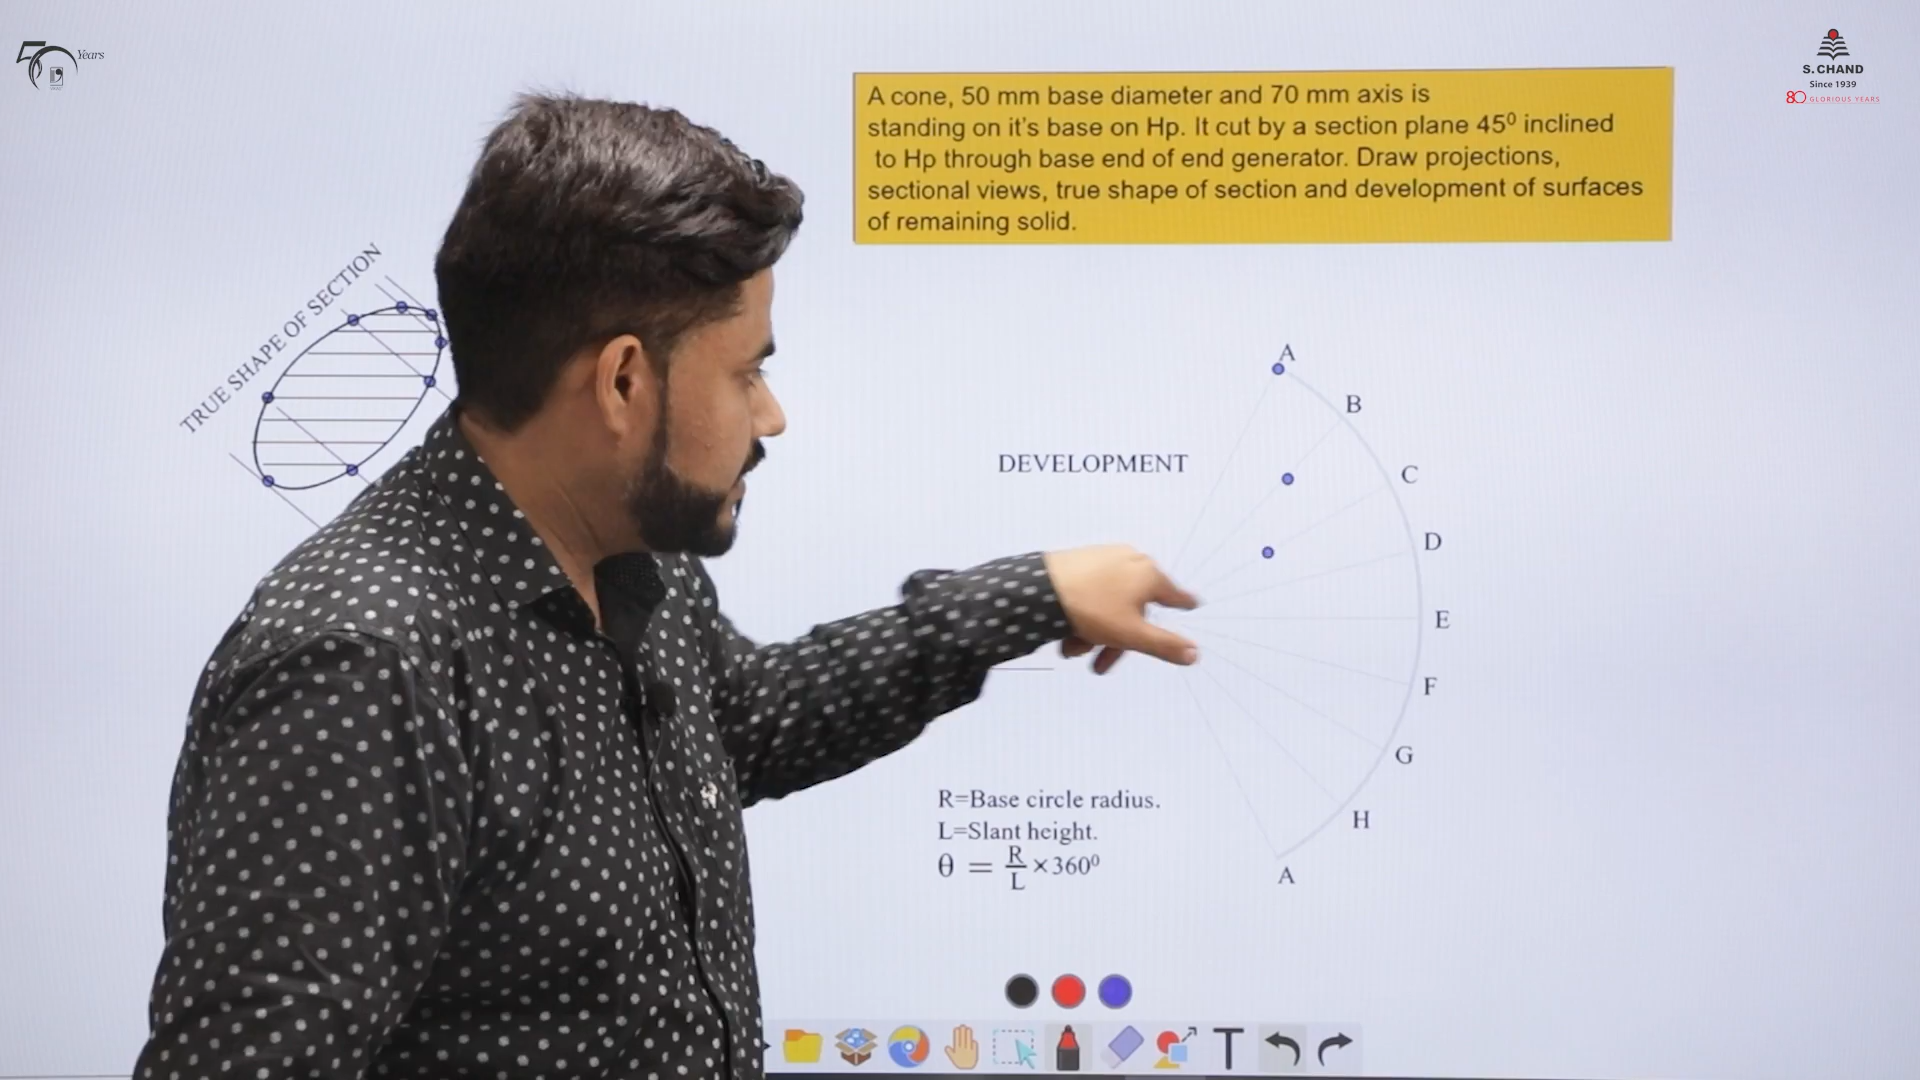 50 Years
S. CHAND
Since 1939
80 GLORIOUS YEARS
A cone, 50 mm base diameter and 70 mm axis is
standing on it's base on Hp. It cut by a section plane 45⁰ inclined
to Hp through base end of end generator. Draw projections,
sectional views, true shape of section and development of surfaces
of remaining solid.
TRUE SHAPE OF SECTION
DEVELOPMENT
A
B
C
D
E
F
G
H
A
R=Base circle radius.
L=Slant height.
θ = R/L ×360⁰
T